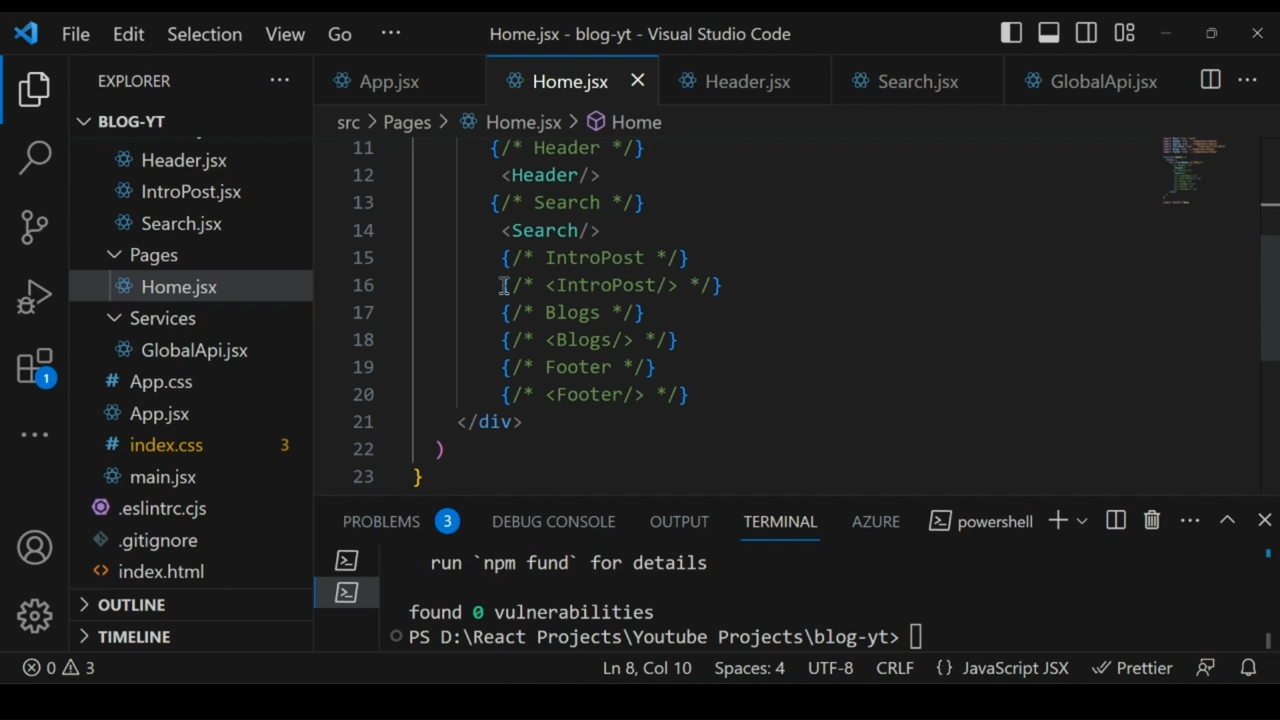 File Edit Selection View Go ··· Home.jsx - blog-yt - Visual Studio Code
EXPLORER ···
App.jsx Home.jsx Header.jsx Search.jsx GlobalApi.jsx ···
BLOG-YT
src > Pages > Home.jsx > Home
Header.jsx
IntroPost.jsx
Search.jsx
Pages
Home.jsx
Services
GlobalApi.jsx
# App.css
App.jsx
# index.css 3
main.jsx
.eslintrc.cjs
.gitignore
<> index.html
OUTLINE
TIMELINE
1
11 {/* Header */}
12 <Header/>
13 {/* Search */}
14 <Search/>
15 {/* IntroPost */}
16 {/* <IntroPost/> */}
17 {/* Blogs */}
18 {/* <Blogs/> */}
19 {/* Footer */}
20 {/* <Footer/> */}
21 </div>
22 )
23 }
PROBLEMS 3 DEBUG CONSOLE OUTPUT TERMINAL AZURE powershell ···
run `npm fund` for details
found 0 vulnerabilities
PS D:\React Projects\Youtube Projects\blog-yt>
0 3 Ln 8, Col 10 Spaces: 4 UTF-8 CRLF {} JavaScript JSX Prettier